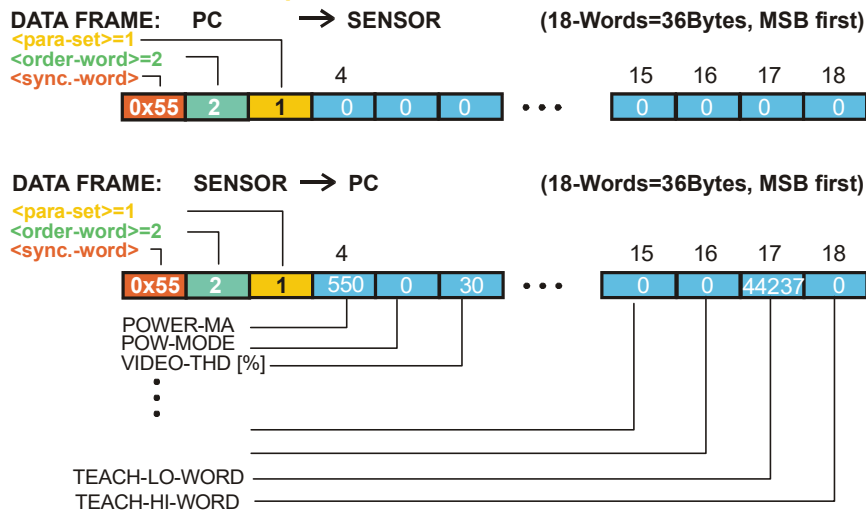 DATA FRAME: PC → SENSOR (18-Words=36Bytes, MSB first)
<para-set>=1
<order-word>=2
<sync.-word> 4 15 16 17 18
0x55 2 1 0 0 0 • • • 0 0 0 0
DATA FRAME: SENSOR → PC (18-Words=36Bytes, MSB first)
<para-set>=1
<order-word>=2
<sync.-word> 4 15 16 17 18
0x55 2 1 550 0 30 • • • 0 0 44237 0
POWER-MA
POW-MODE
VIDEO-THD [%]
TEACH-LO-WORD
TEACH-HI-WORD